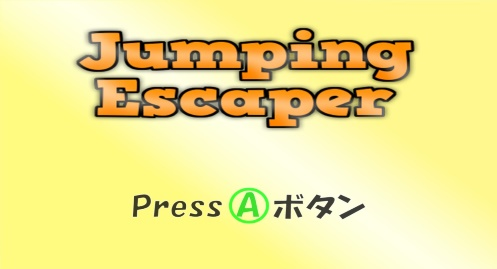 Jumping
Escaper
Press Ⓐボタン